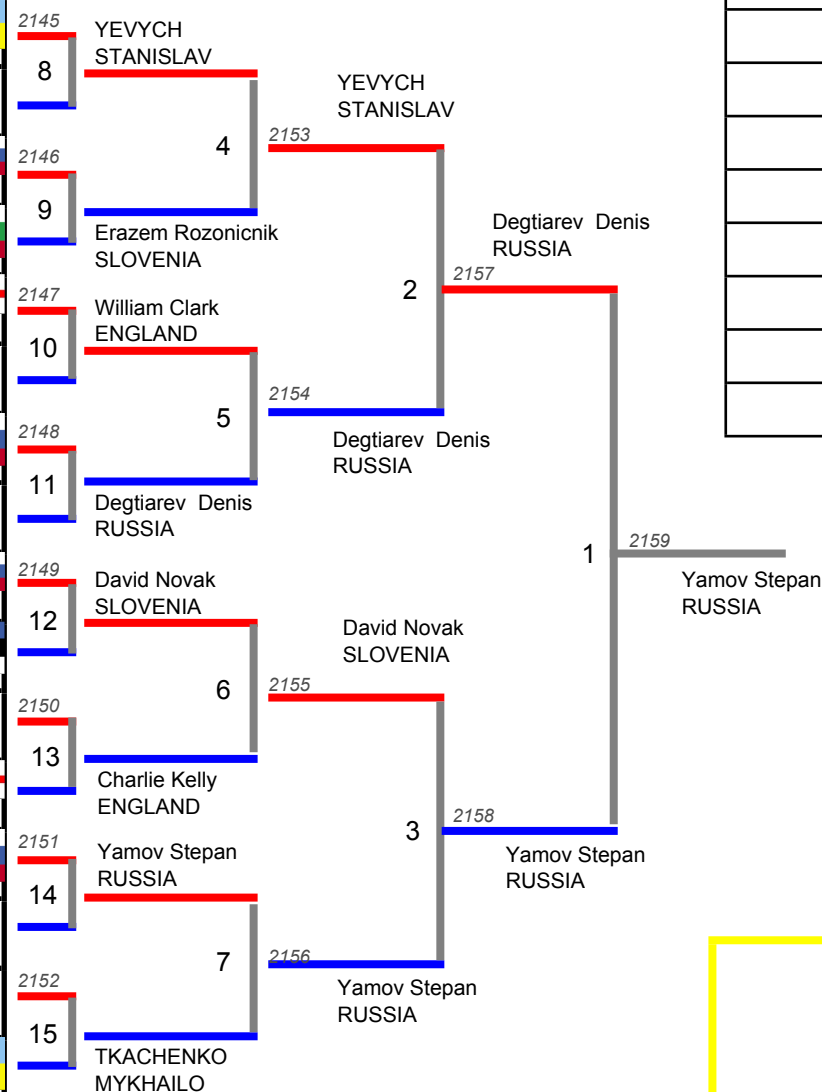 2145
YEVYCH
STANISLAV
8
YEVYCH
STANISLAV
4
2153
2146
9
Erazem Rozonicnik
SLOVENIA
Degtiarev Denis
RUSSIA
2
2157
2147
William Clark
ENGLAND
10
2154
5
Degtiarev Denis
RUSSIA
2148
11
Degtiarev Denis
RUSSIA
1
2159
Yamov Stepan
RUSSIA
2149
David Novak
SLOVENIA
12
David Novak
SLOVENIA
6
2155
2150
13
Charlie Kelly
ENGLAND
3
2158
Yamov Stepan
RUSSIA
2151
Yamov Stepan
RUSSIA
14
7
2156
Yamov Stepan
RUSSIA
2152
15
TKACHENKO
MYKHAILO